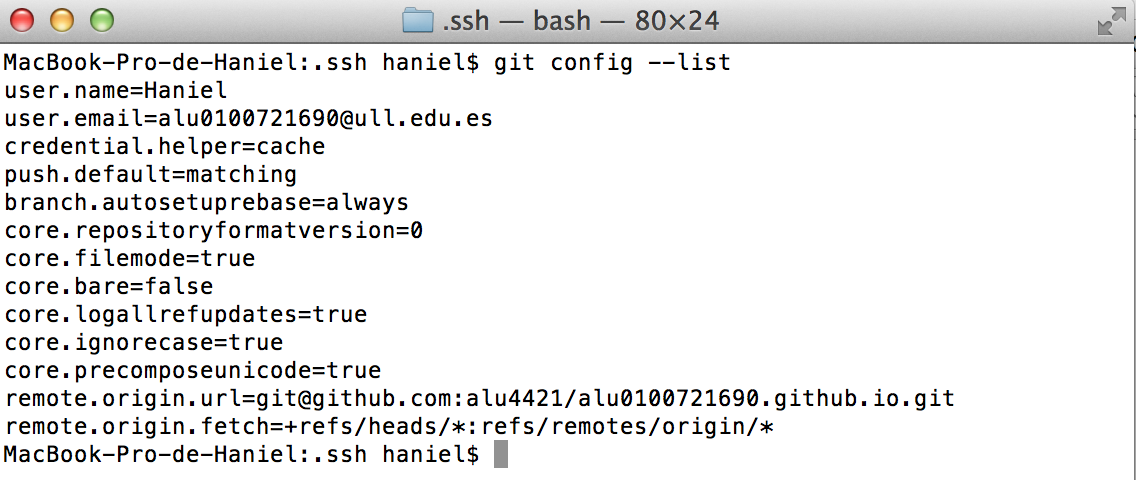 .ssh — bash — 80×24
MacBook-Pro-de-Haniel:.ssh haniel$ git config --list
user.name=Haniel
user.email=alu0100721690@ull.edu.es
credential.helper=cache
push.default=matching
branch.autosetuprebase=always
core.repositoryformatversion=0
core.filemode=true
core.bare=false
core.logallrefupdates=true
core.ignorecase=true
core.precomposeunicode=true
remote.origin.url=git@github.com:alu4421/alu0100721690.github.io.git
remote.origin.fetch=+refs/heads/*:refs/remotes/origin/*
MacBook-Pro-de-Haniel:.ssh haniel$